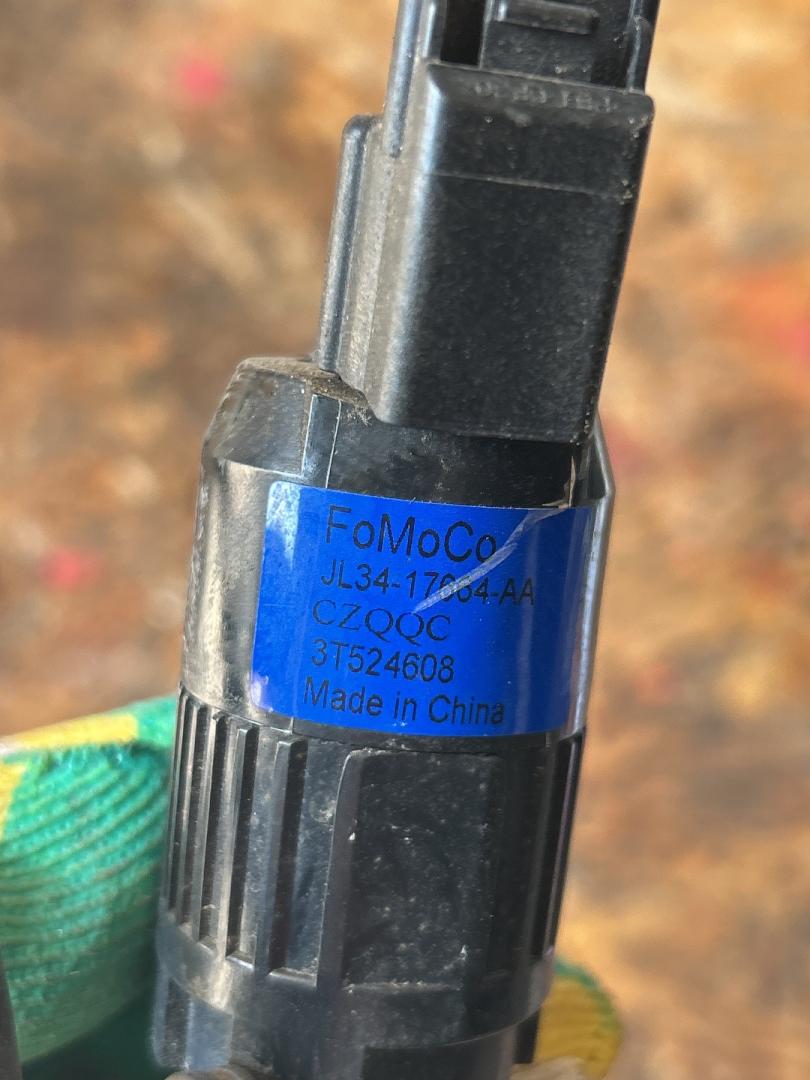 FoMoCo
JL34-17664-AA
CZQQC
3T524608
Made in China